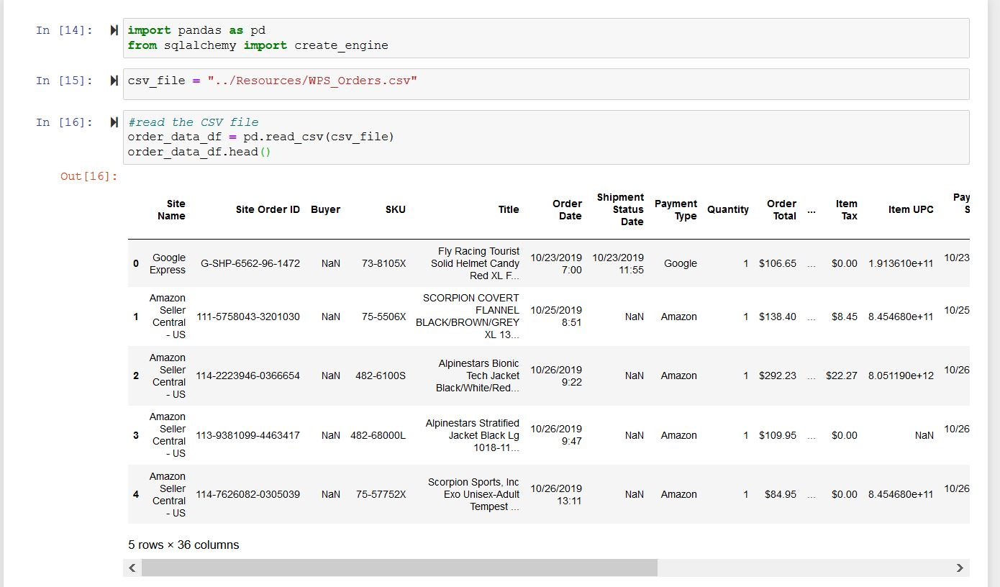 In [14]: import pandas as pd
from sqlalchemy import create_engine
In [15]: csv_file = "../Resources/WPS_Orders.csv"
In [16]: #read the CSV file
order_data_df = pd.read_csv(csv_file)
order_data_df.head()
Out[16]:
Site Name Site Order ID Buyer SKU Title Order Date Shipment Status Date Payment Type Quantity Order Total ... Item Tax Item UPC Pay S
0 Google Express G-SHP-6562-96-1472 NaN 73-8105X Fly Racing Tourist Solid Helmet Candy Red XL F... 10/23/2019 7:00 10/23/2019 11:55 Google 1 $106.65 ... $0.00 1.913610e+11 10/23
1 Amazon Seller Central - US 111-5758043-3201030 NaN 75-5506X SCORPION COVERT FLANNEL BLACK/BROWN/GREY XL 13... 10/25/2019 8:51 NaN Amazon 1 $138.40 ... $8.45 8.454680e+11 10/25
2 Amazon Seller Central - US 114-2223946-0366654 NaN 482-6100S Alpinestars Bionic Tech Jacket Black/White/Red... 10/26/2019 9:22 NaN Amazon 1 $292.23 ... $22.27 8.051190e+12 10/26
3 Amazon Seller Central - US 113-9381099-4463417 NaN 482-68000L Alpinestars Stratified Jacket Black Lg 1018-11... 10/26/2019 9:47 NaN Amazon 1 $109.95 ... $0.00 NaN 10/26
4 Amazon Seller Central - US 114-7626082-0305039 NaN 75-57752X Scorpion Sports, Inc Exo Unisex-Adult Tempest ... 10/26/2019 13:11 NaN Amazon 1 $84.95 ... $0.00 8.454680e+11 10/26
5 rows × 36 columns